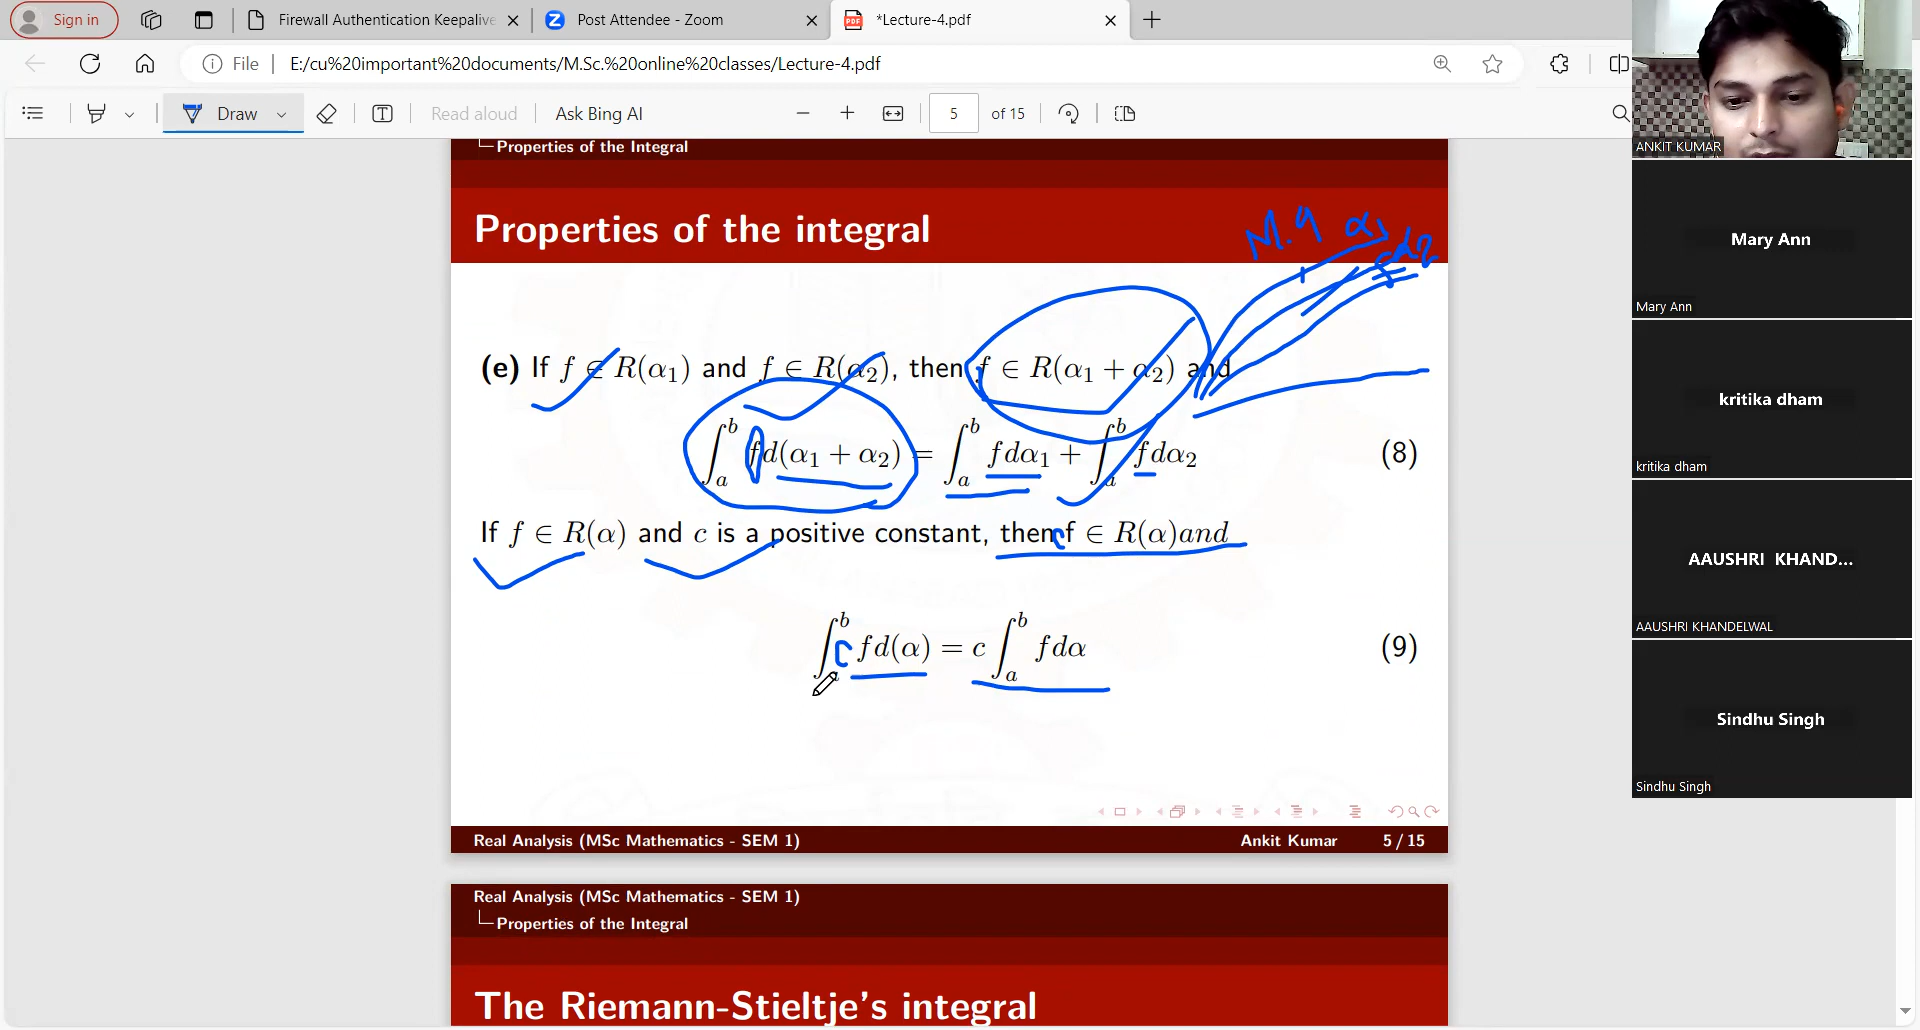 Sign in
Firewall Authentication Keepalive
Post Attendee - Zoom
*Lecture-4.pdf
File
E:/cu%20important%20documents/M.Sc.%20online%20classes/Lecture-4.pdf
Draw
Read aloud
Ask Bing AI
5 of 15
ANKIT KUMAR
Mary Ann
Mary Ann
kritika dham
kritika dham
AAUSHRI KHAND...
AAUSHRI KHANDELWAL
Sindhu Singh
Sindhu Singh
Properties of the Integral
Properties of the integral
α₁
(e) If f ∈ R(α₁) and f ∈ R(α₂), then f ∈ R(α₁ + α₂) and
∫ₐᵇ fd(α₁ + α₂) = ∫ₐᵇ fdα₁ + ∫ₐᵇ fdα₂ (8)
If f ∈ R(α) and c is a positive constant, then cf ∈ R(α)and
∫ₐᵇ c fd(α) = c ∫ₐᵇ fdα (9)
Real Analysis (MSc Mathematics - SEM 1) Ankit Kumar 5 / 15
Real Analysis (MSc Mathematics - SEM 1)
Properties of the Integral
The Riemann-Stieltje's integral